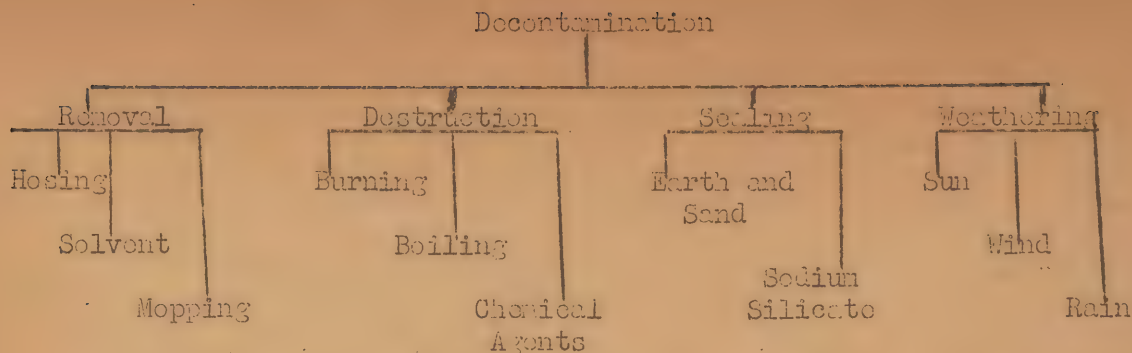 Decontamination
Removal Destruction Sealing Weathering
Hosing Burning Earth and Sun
Sand
Solvent Boiling Wind
Sodium
Mopping Chemical Silicate Rain
Agents